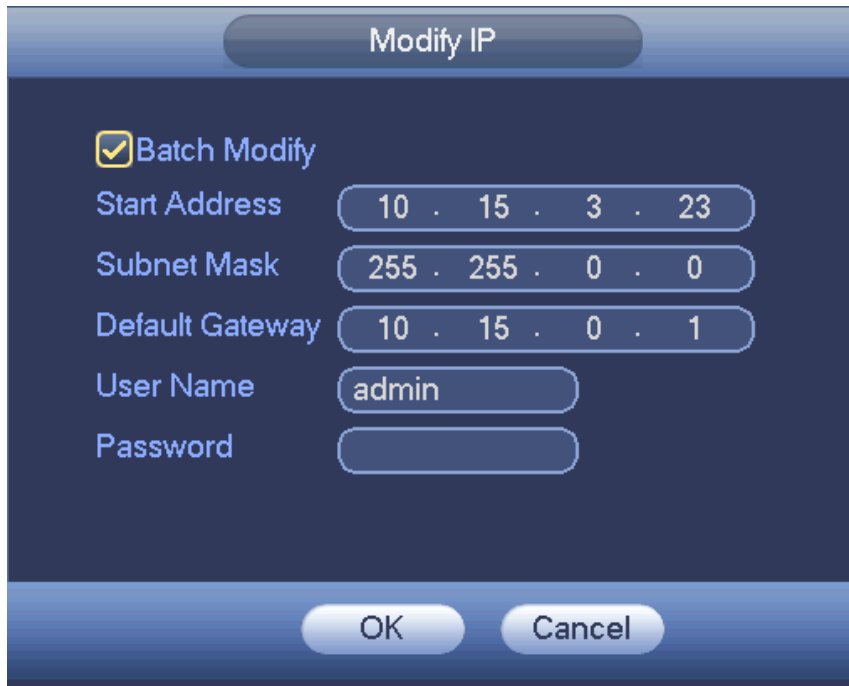 Modify IP
Batch Modify
Start Address 10 . 15 . 3 . 23
Subnet Mask 255 . 255 . 0 . 0
Default Gateway 10 . 15 . 0 . 1
User Name admin
Password
OK Cancel